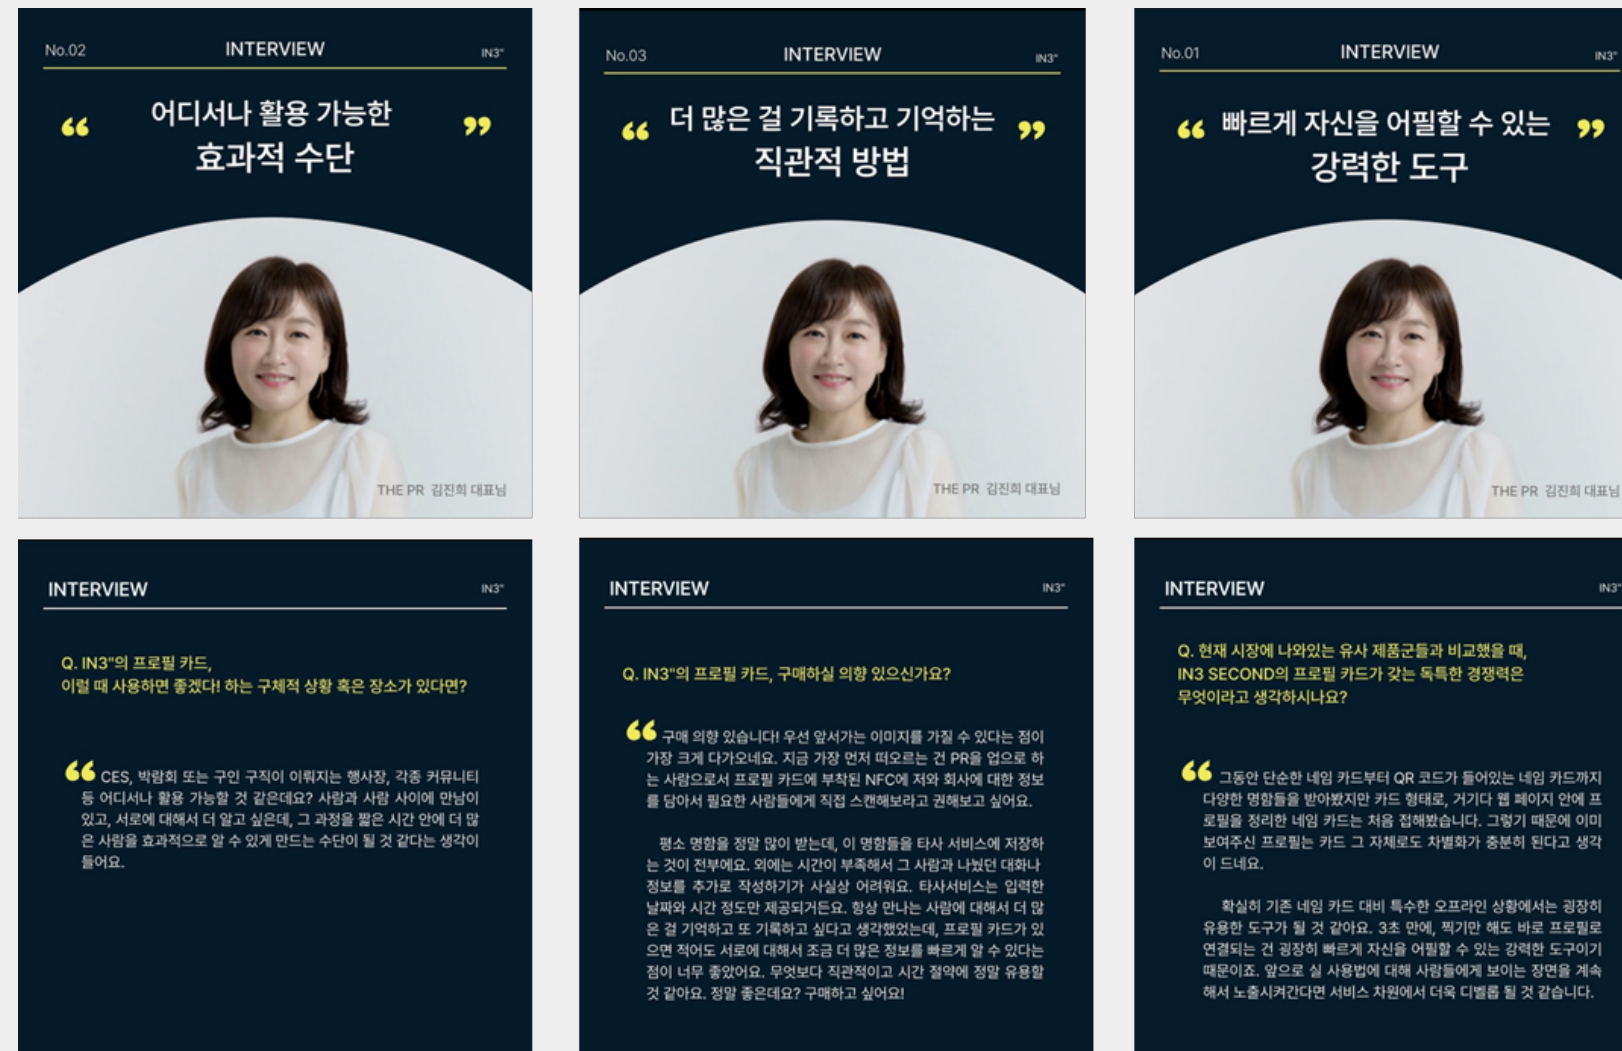 No.02 INTERVIEW IN3"
“ 어디서나 활용 가능한 ”
효과적 수단
THE PR 김진희 대표님
No.03 INTERVIEW IN3"
“ 더 많은 걸 기록하고 기억하는 ”
직관적 방법
THE PR 김진희 대표님
No.01 INTERVIEW IN3"
“ 빠르게 자신을 어필할 수 있는 ”
강력한 도구
THE PR 김진희 대표님
INTERVIEW IN3"
Q. IN3"의 프로필 카드,
이럴 때 사용하면 좋겠다! 하는 구체적 상황 혹은 장소가 있다면?
“ CES, 박람회 또는 구인 구직이 이뤄지는 행사장, 각종 커뮤니티
등 어디서나 활용 가능할 것 같은데요? 사람과 사람 사이에 만남이
있고, 서로에 대해서 더 알고 싶은데, 그 과정을 짧은 시간 안에 더 많
은 사람을 효과적으로 알 수 있게 만드는 수단이 될 것 같다는 생각이
들어요.
INTERVIEW IN3"
Q. IN3"의 프로필 카드, 구매하실 의향 있으신가요?
“ 구매 의향 있습니다! 우선 앞서가는 이미지를 가질 수 있다는 점이
가장 크게 다가오네요. 지금 가장 먼저 떠오르는 건 PR을 업으로 하
는 사람으로서 프로필 카드에 부착된 NFC에 저와 회사에 대한 정보
를 담아서 필요한 사람들에게 직접 스캔해보라고 권해보고 싶어요.
평소 명함을 정말 많이 받는데, 이 명함들을 타사 서비스에 저장하
는 것이 전부에요. 외에는 시간이 부족해서 그 사람과 나눴던 대화나
정보를 추가로 작성하기가 사실상 어려워요. 타사서비스는 입력한
날짜와 시간 정도만 제공되거든요. 항상 만나는 사람에 대해서 더 많
은 걸 기억하고 또 기록하고 싶다고 생각했었는데, 프로필 카드가 있
으면 적어도 서로에 대해서 조금 더 많은 정보를 빠르게 알 수 있다는
점이 너무 좋았어요. 무엇보다 직관적이고 시간 절약에 정말 유용할
것 같아요. 정말 좋은데요? 구매하고 싶어요!
INTERVIEW IN3"
Q. 현재 시장에 나와있는 유사 제품군들과 비교했을 때,
IN3 SECOND의 프로필 카드가 갖는 독특한 경쟁력은
무엇이라고 생각하시나요?
“ 그동안 단순한 네임 카드부터 QR 코드가 들어있는 네임 카드까지
다양한 명함들을 받아봤지만 카드 형태로, 거기다 웹 페이지 안에 프
로필을 정리한 네임 카드는 처음 접해봤습니다. 그렇기 때문에 이미
보여주신 프로필는 카드 그 자체로도 차별화가 충분히 된다고 생각
이 드네요.
확실히 기존 네임 카드 대비 특수한 오프라인 상황에서는 굉장히
유용한 도구가 될 것 같아요. 3초 만에, 찍기만 해도 바로 프로필로
연결되는 건 굉장히 빠르게 자신을 어필할 수 있는 강력한 도구이기
때문이죠. 앞으로 실 사용법에 대해 사람들에게 보이는 장면을 계속
해서 노출시켜간다면 서비스 차원에서 더욱 디벨롭 될 것 같습니다.